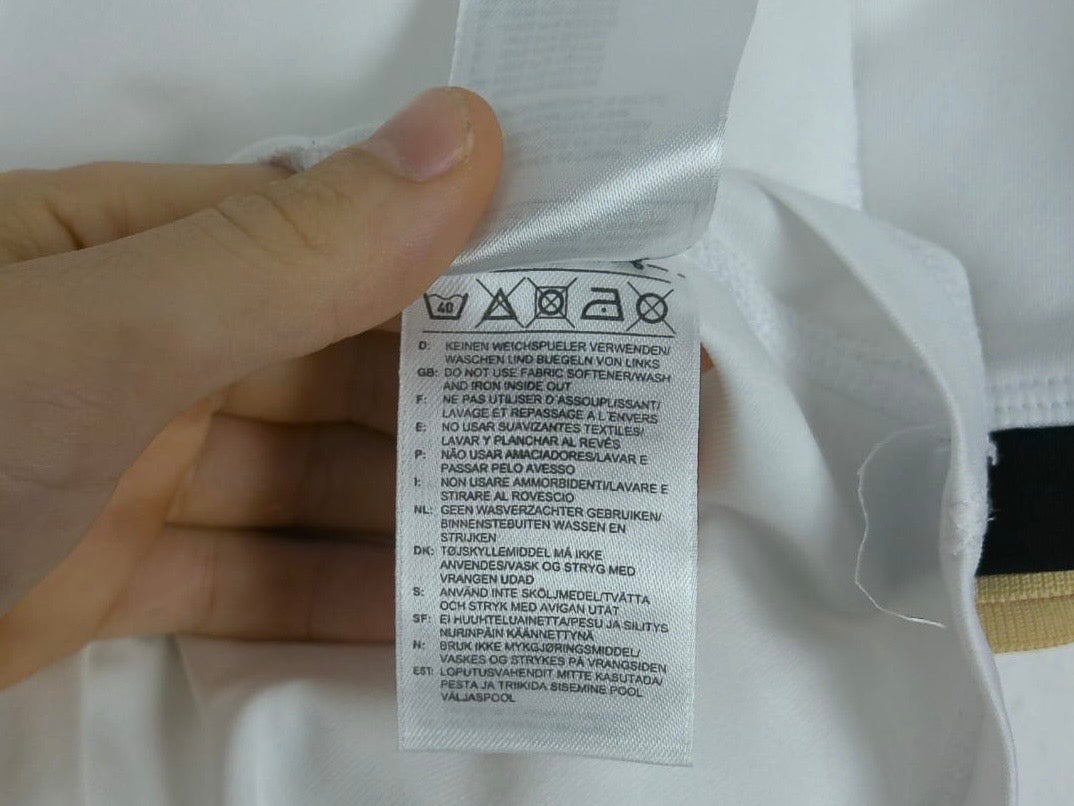 40
D: KEINEN WEICHSPUELER VERWENDEN/
WASCHEN UND BUEGELN VON LINKS
GB: DO NOT USE FABRIC SOFTENER/WASH
AND IRON INSIDE OUT
F: NE PAS UTILISER D'ASSOUPLISSANT/
LAVAGE ET REPASSAGE A L'ENVERS
E: NO USAR SUAVIZANTES TEXTILES/
LAVAR Y PLANCHAR AL REVÉS
P: NÃO USAR AMACIADORES/LAVAR E
PASSAR PELO AVESSO
I: NON USARE AMMORBIDENTI/LAVARE E
STIRARE AL ROVESCIO
NL: GEEN WASVERZACHTER GEBRUIKEN/
BINNENSTEBUITEN WASSEN EN
STRIJKEN
DK: TØJSKYLLEMIDDEL MÅ IKKE
ANVENDES/VASK OG STRYG MED
VRANGEN UDAD
S: ANVÄND INTE SKÖLJMEDEL/TVÄTTA
OCH STRYK MED AVIGAN UTÅT
SF: EI HUUHTELUAINETTA/PESU JA SILITYS
NURINPÄIN KÄÄNNETTYNÄ
N: BRUK IKKE MYKGJØRINGSMIDDEL/
VASKES OG STRYKES PÅ VRANGSIDEN
EST: LOPUTUSVAHENDIT MITTE KASUTADA/
PESTA JA TRIIKIDA SISEMINE POOL
VÄLJASPOOL